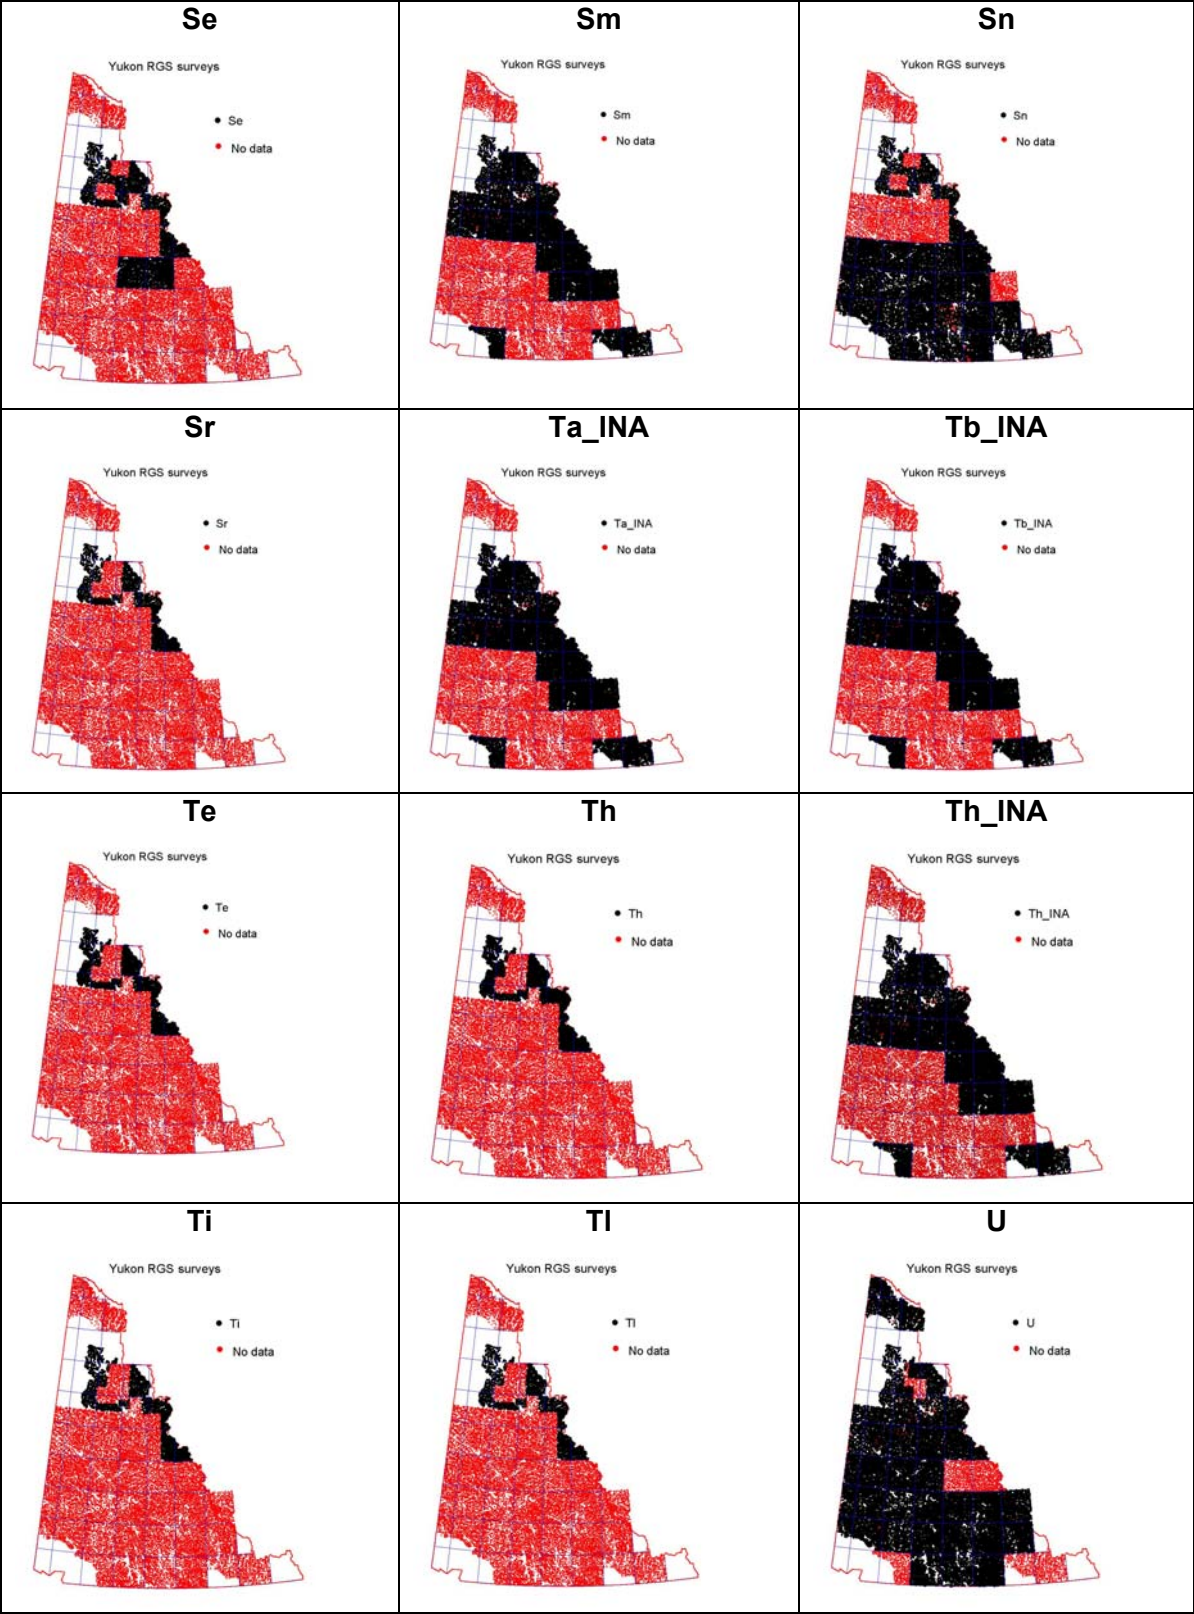 Se
Yukon RGS surveys
Se
No data
Sm
Yukon RGS surveys
Sm
No data
Sn
Yukon RGS surveys
Sn
No data
Sr
Yukon RGS surveys
Sr
No data
Ta_INA
Yukon RGS surveys
Ta_INA
No data
Tb_INA
Yukon RGS surveys
Tb_INA
No data
Te
Yukon RGS surveys
Te
No data
Th
Yukon RGS surveys
Th
No data
Th_INA
Yukon RGS surveys
Th_INA
No data
Ti
Yukon RGS surveys
Ti
No data
Tl
Yukon RGS surveys
Tl
No data
U
Yukon RGS surveys
U
No data